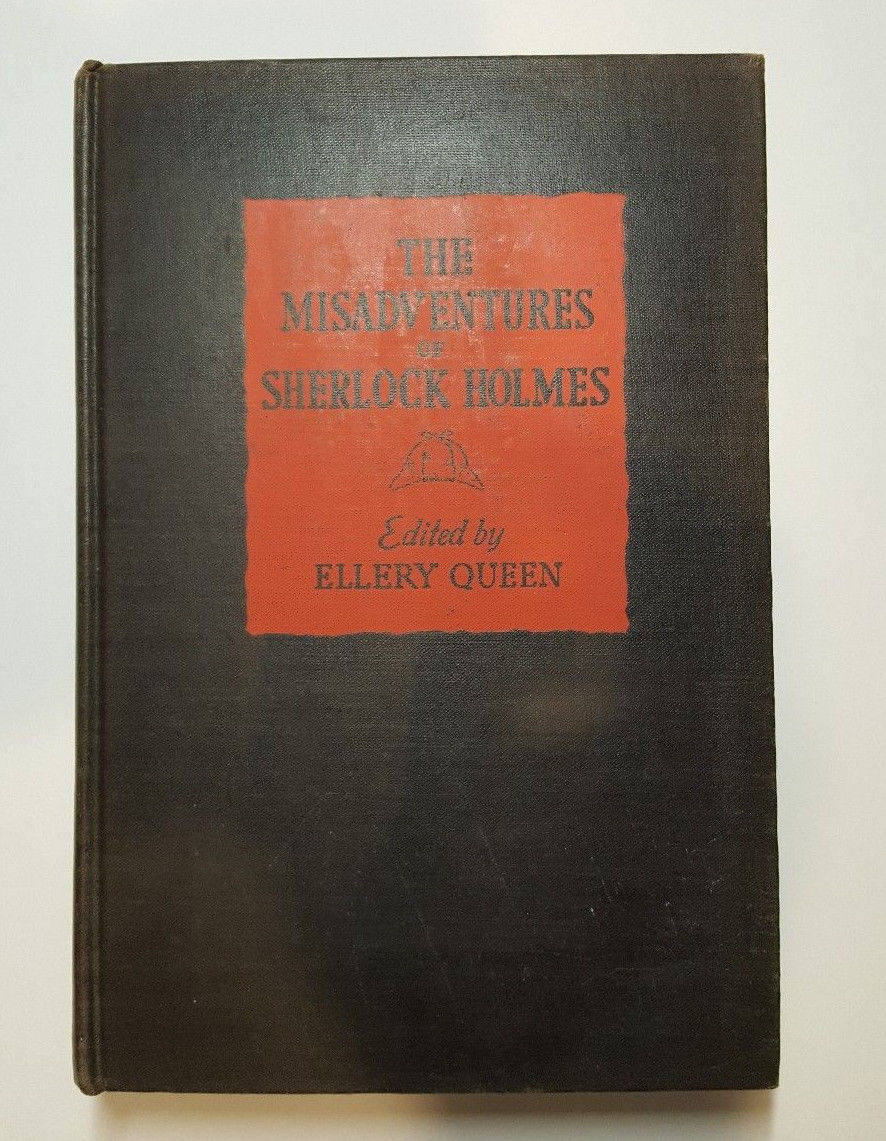 THE
MISADVENTURES
OF
SHERLOCK HOLMES
Edited by
ELLERY QUEEN